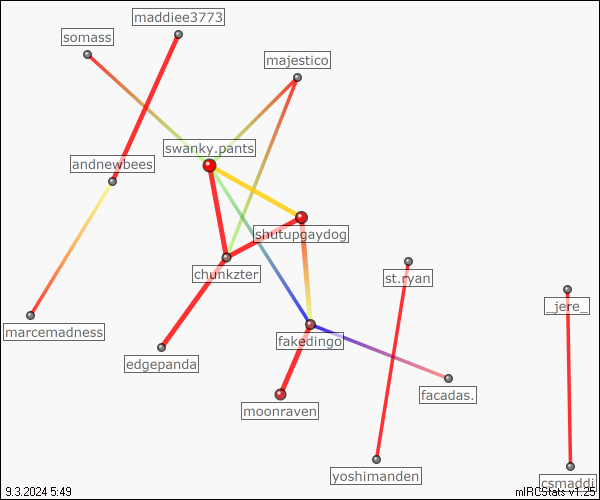 maddiee3773
somass
majestico
swanky.pants
andnewbees
shutupgaydog
chunkzter
st.ryan
_jere_
marcemadness
fakedingo
edgepanda
facadas.
moonraven
yoshimanden
csmaddi
9.3.2024 5:49
mIRCStats v1.25